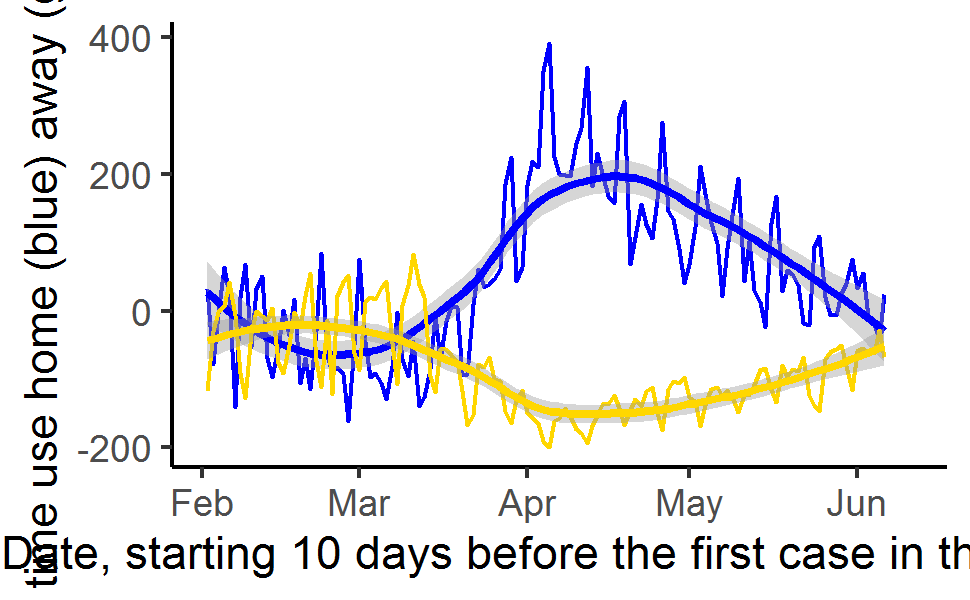 time use home (blue) away (
400
200
0
-200
Feb Mar Apr May Jun
Date, starting 10 days before the first case in th